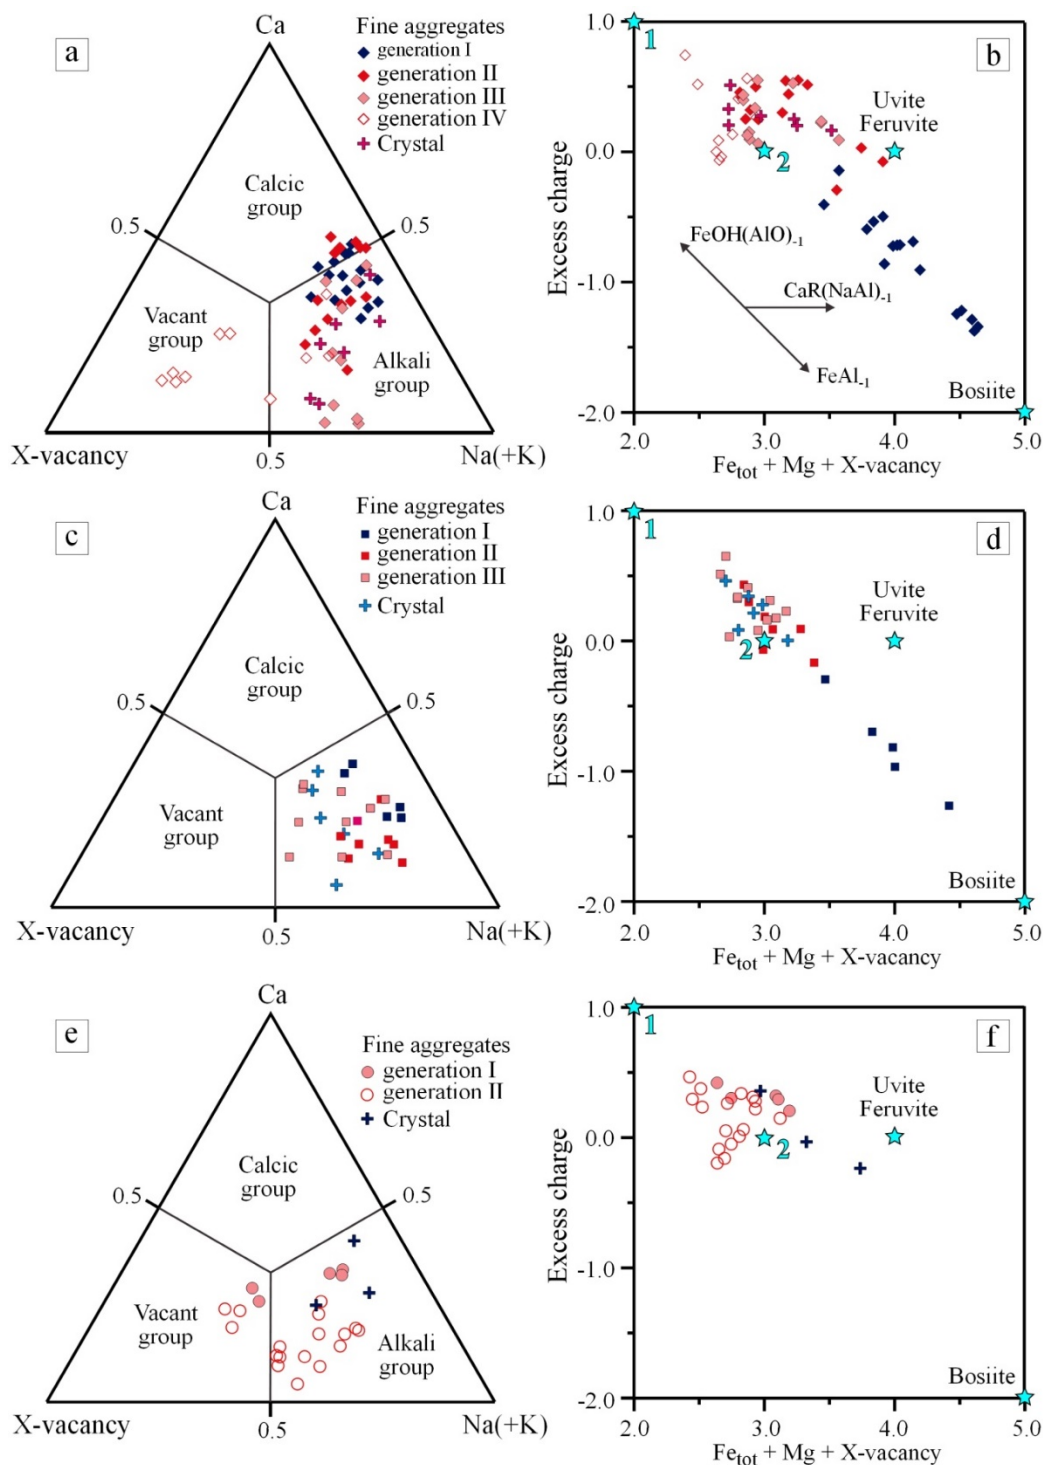 a
Ca
Fine aggregates
generation I
generation II
generation III
generation IV
Crystal
Calcic
group
0.5
0.5
Vacant
group
Alkali
group
X-vacancy
0.5
Na(+K)
b
1.0
0.0
-1.0
-2.0
Excess charge
1
2
Uvite
Feruvite
FeOH(AlO)-1
CaR(NaAl)-1
FeAl-1
Bosiite
2.0
3.0
4.0
5.0
Fetot + Mg + X-vacancy
c
Ca
Fine aggregates
generation I
generation II
generation III
Crystal
Calcic
group
0.5
0.5
Vacant
group
Alkali
group
X-vacancy
0.5
Na(+K)
d
1.0
0.0
-1.0
-2.0
Excess charge
1
2
Uvite
Feruvite
Bosiite
2.0
3.0
4.0
5.0
Fetot + Mg + X-vacancy
e
Ca
Fine aggregates
generation I
generation II
Crystal
Calcic
group
0.5
0.5
Vacant
group
Alkali
group
X-vacancy
0.5
Na(+K)
f
1.0
0.0
-1.0
-2.0
Excess charge
1
2
Uvite
Feruvite
Bosiite
2.0
3.0
4.0
5.0
Fetot + Mg + X-vacancy